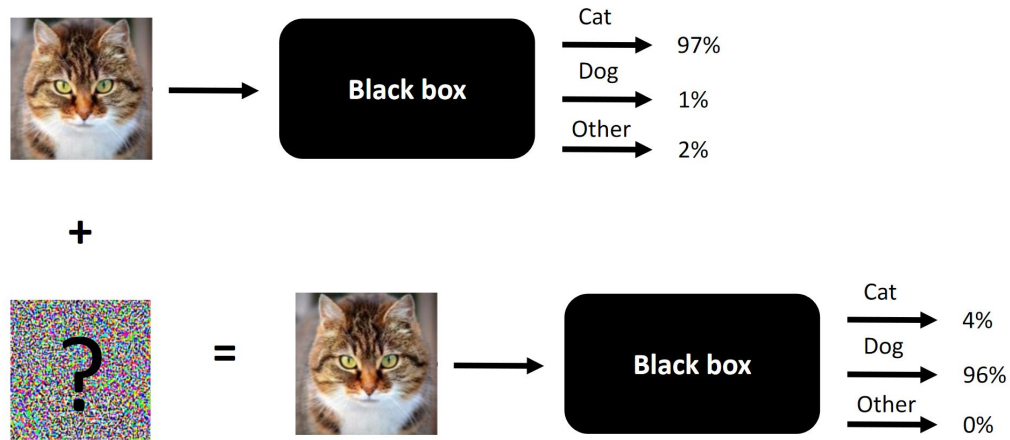 Cat
Black box
97%
Dog
1%
Other
2%
+
?
=
Black box
Cat
4%
Dog
96%
Other
0%